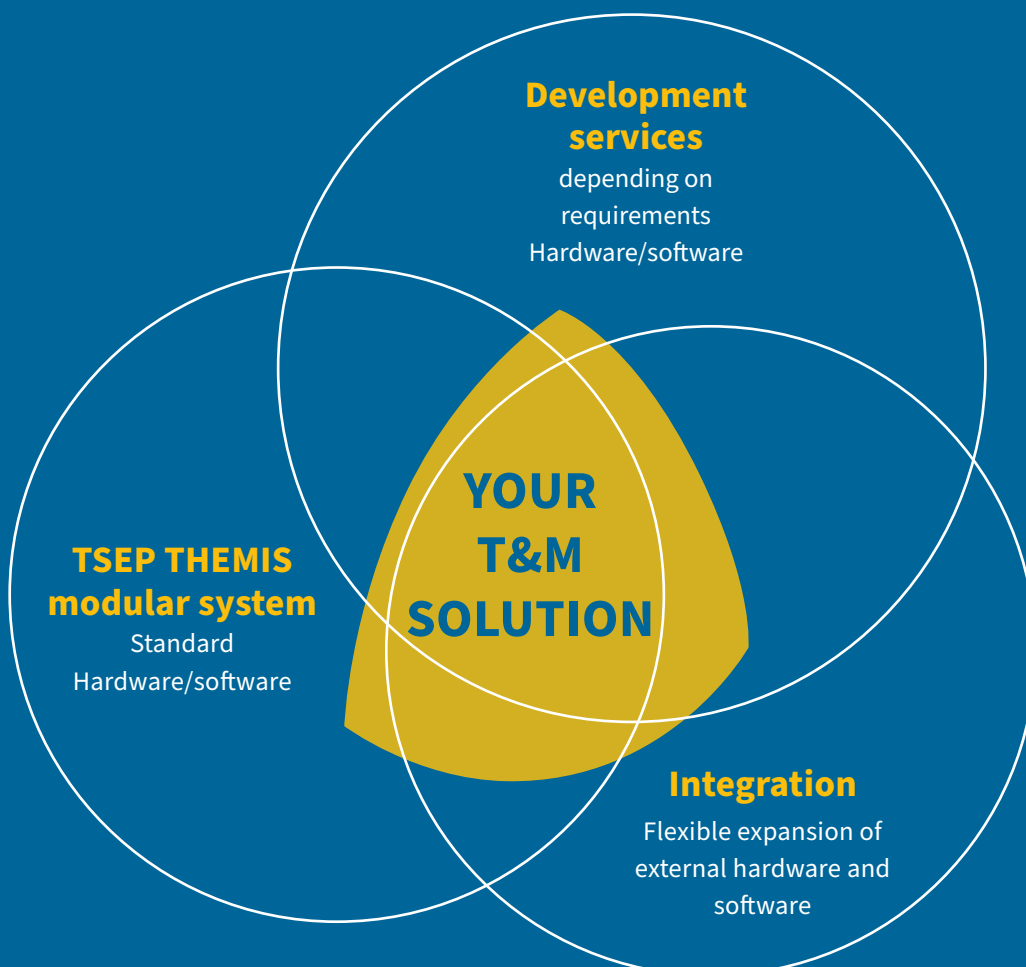 Development
services
depending on
requirements
Hardware/software
YOUR
T&M
SOLUTION
TSEP THEMIS
modular system
Standard
Hardware/software
Integration
Flexible expansion of
external hardware and
software